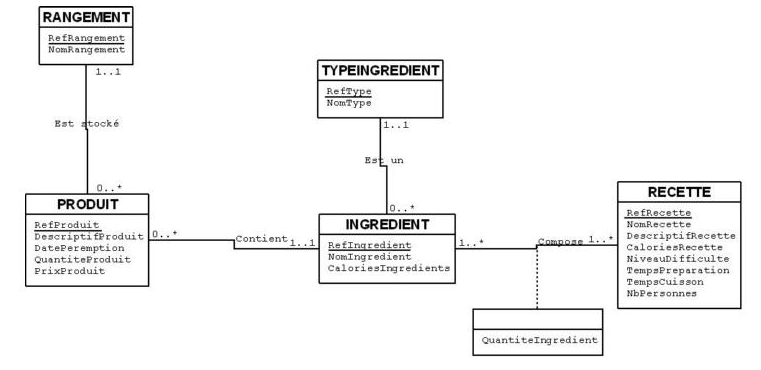 RANGEMENT
RefRangement
NomRangement
1..1
Est stocké
0..*
PRODUIT
RefProduit
DescriptifProduit
DatePeremption
QuantiteProduit
PrixProduit
0..*
Contient
1..1
TYPEINGREDIENT
RefType
NomType
1..1
Est un
0..*
INGREDIENT
RefIngredient
NomIngredient
CaloriesIngredients
1..*
Compose
1..*
QuantiteIngredient
RECETTE
RefRecette
NomRecette
DescriptifRecette
CaloriesRecette
NiveauDifficulte
TempsPreparation
TempsCuisson
NbPersonnes